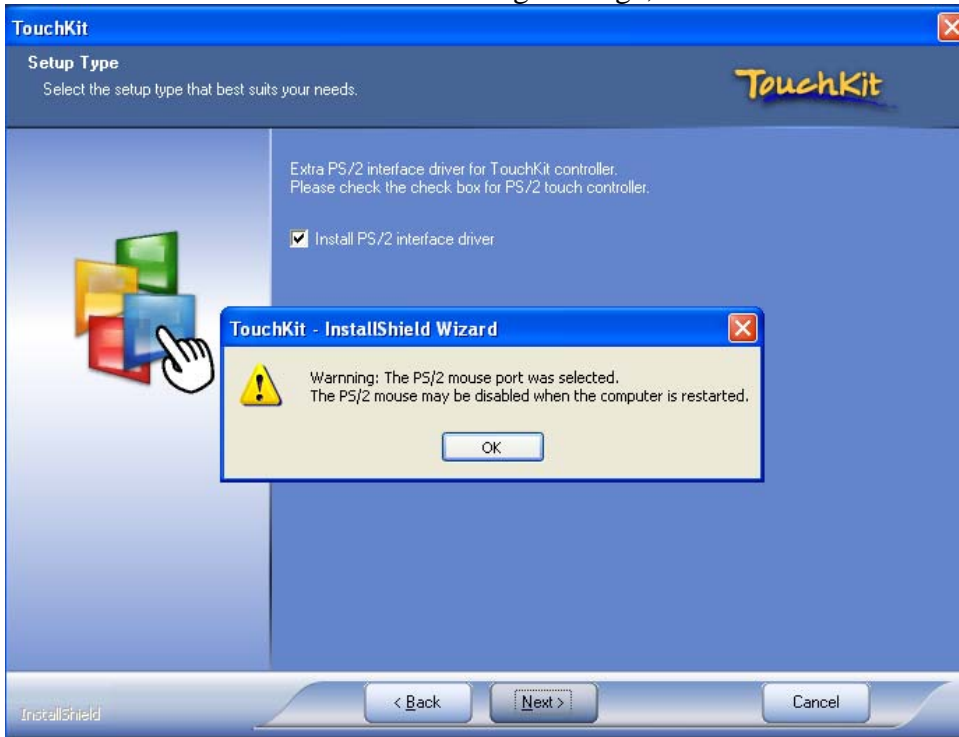 TouchKit
Setup Type
Select the setup type that best suits your needs.
TouchKit
Extra PS/2 interface driver for TouchKit controller.
Please check the check box for PS/2 touch controller.
Install PS/2 interface driver
TouchKit - InstallShield Wizard
Warnning: The PS/2 mouse port was selected.
The PS/2 mouse may be disabled when the computer is restarted.
OK
InstallShield
< Back
Next >
Cancel